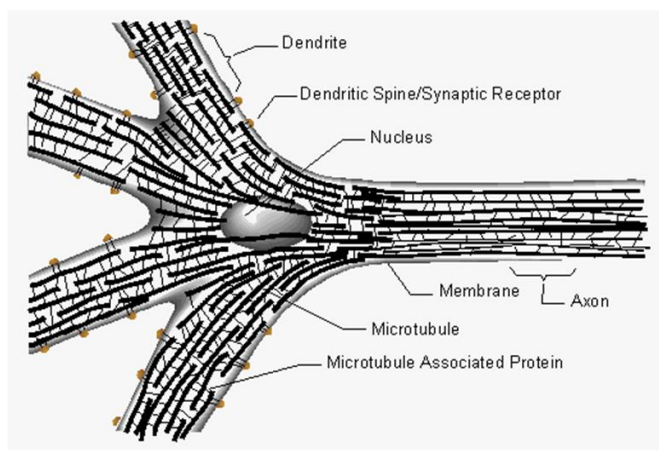 Dendrite
Dendritic Spine/Synaptic Receptor
Nucleus
Membrane
Axon
Microtubule
Microtubule Associated Protein